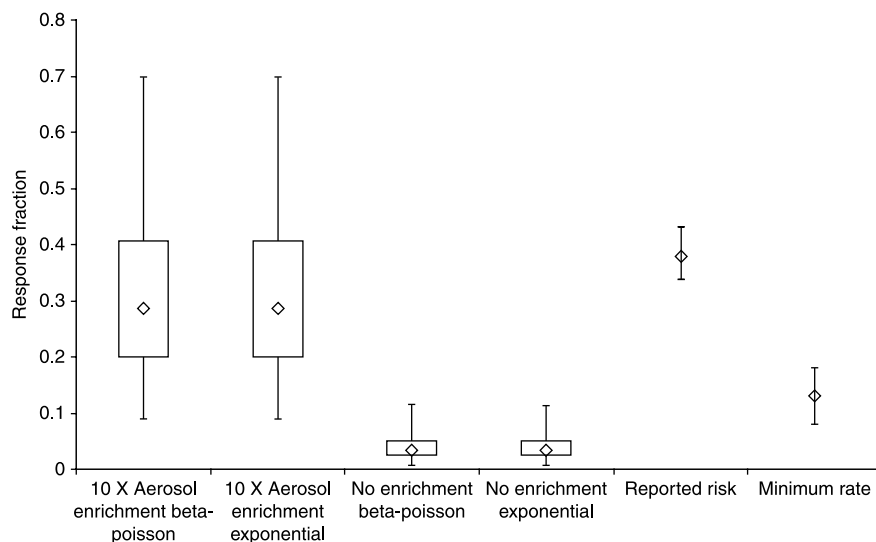 0.8
0.7
0.6
0.5
0.4
0.3
0.2
0.1
0
Response fraction
10 X Aerosol
enrichment beta-
poisson
10 X Aerosol
enrichment
exponential
No enrichment
beta-poisson
No enrichment
exponential
Reported risk
Minimum rate